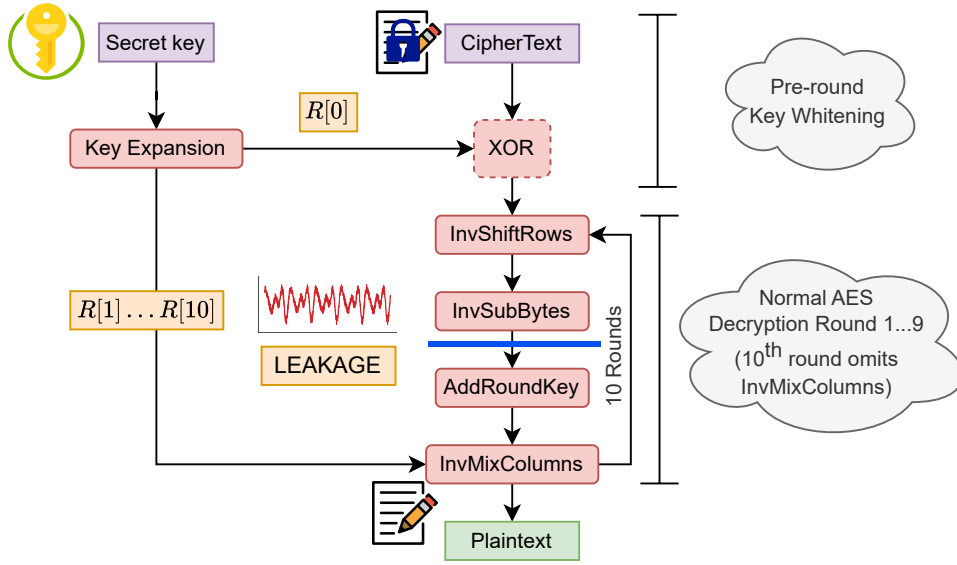 Secret key
CipherText
R[0]
Key Expansion
XOR
Pre-round
Key Whitening
InvShiftRows
R[1] ... R[10]
InvSubBytes
LEAKAGE
AddRoundKey
10 Rounds
Normal AES
Decryption Round 1...9
(10th round omits
InvMixColumns)
InvMixColumns
Plaintext